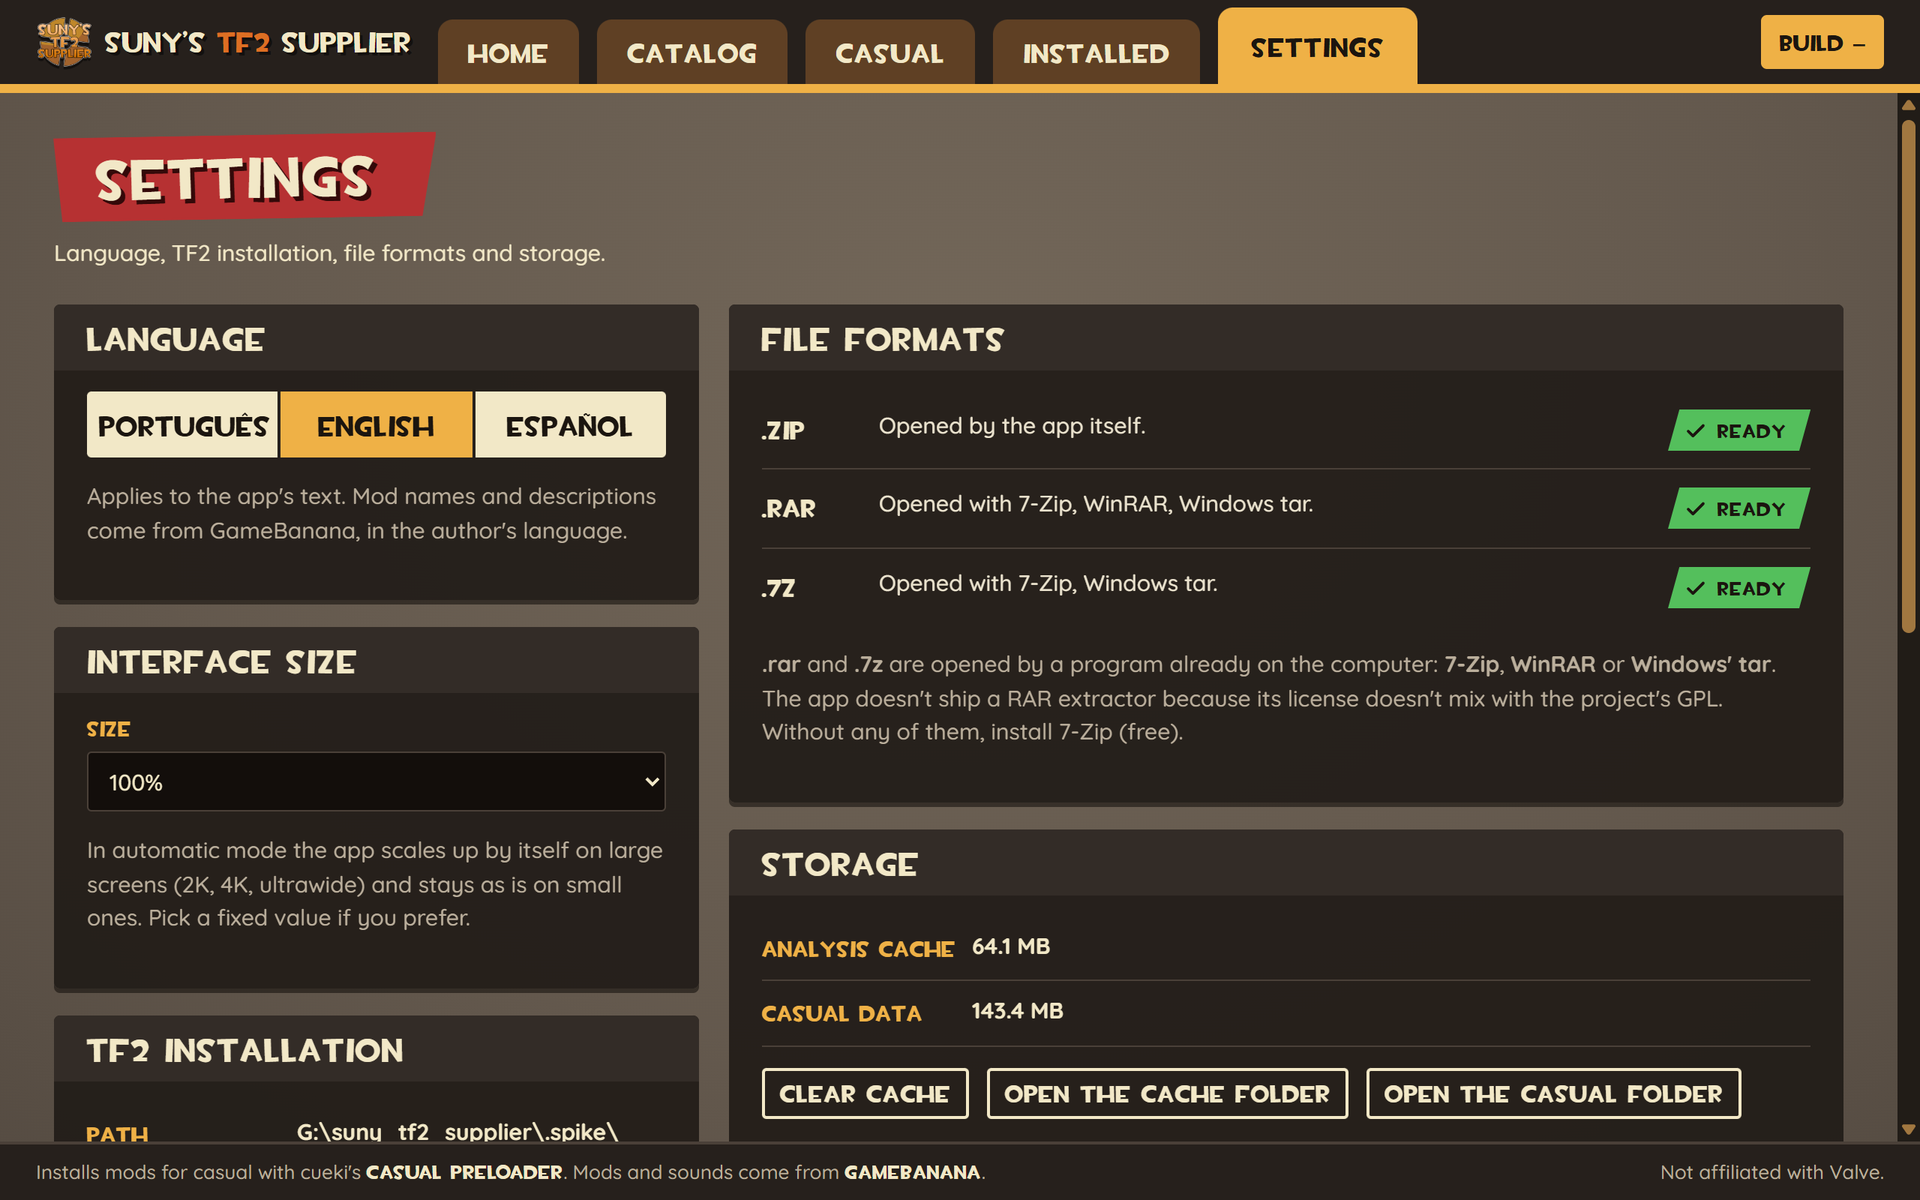 SUNY'S TF2 SUPPLIER
SUNY'S TF2 SUPPLIER
HOME
CATALOG
CASUAL
INSTALLED
SETTINGS
BUILD –
SETTINGS
Language, TF2 installation, file formats and storage.
LANGUAGE
PORTUGUÊS
ENGLISH
ESPAÑOL
Applies to the app's text. Mod names and descriptions
come from GameBanana, in the author's language.
INTERFACE SIZE
SIZE
100%
In automatic mode the app scales up by itself on large
screens (2K, 4K, ultrawide) and stays as is on small
ones. Pick a fixed value if you prefer.
TF2 INSTALLATION
PATH
G:\suny_tf2_supplier\.spike\
FILE FORMATS
.ZIP
Opened by the app itself.
✓ READY
.RAR
Opened with 7-Zip, WinRAR, Windows tar.
✓ READY
.7Z
Opened with 7-Zip, Windows tar.
✓ READY
.rar and .7z are opened by a program already on the computer: 7-Zip, WinRAR or Windows' tar.
The app doesn't ship a RAR extractor because its license doesn't mix with the project's GPL.
Without any of them, install 7-Zip (free).
STORAGE
ANALYSIS CACHE 64.1 MB
CASUAL DATA 143.4 MB
CLEAR CACHE
OPEN THE CACHE FOLDER
OPEN THE CASUAL FOLDER
Installs mods for casual with cueki's CASUAL PRELOADER. Mods and sounds come from GAMEBANANA.
Not affiliated with Valve.